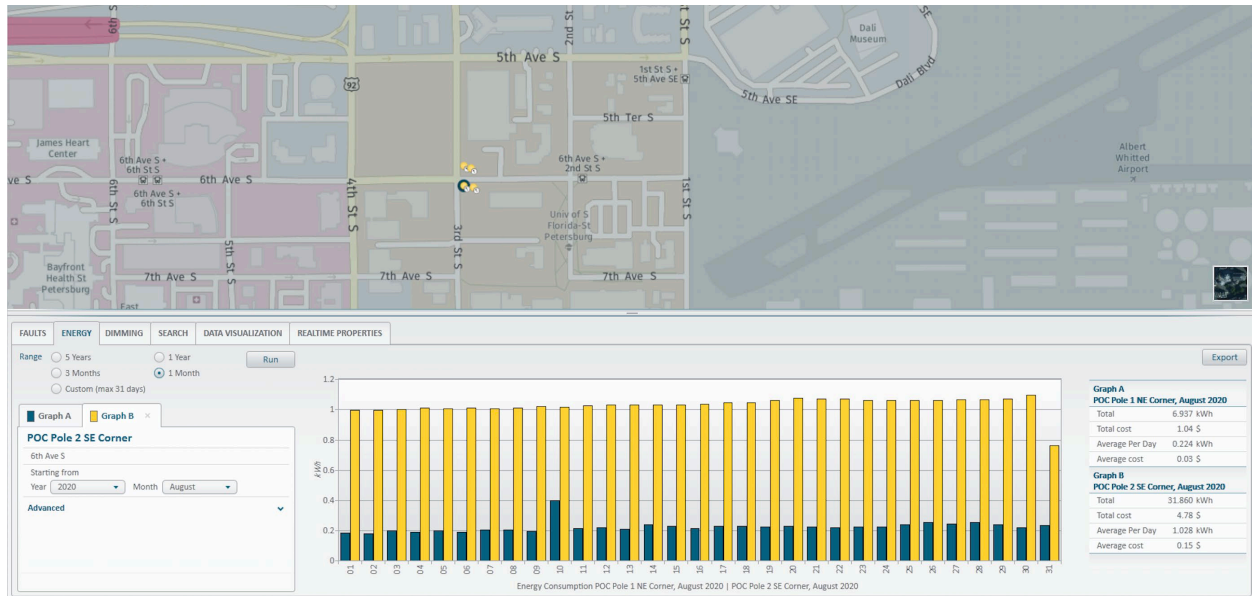 6th S
2nd St
1st St S
SE
Dali
Museum
5th Ave S
92
1st St S +
5th Ave SE
5th Ave SE
Dali Blvd
5th Ter S
James Heart
Center
6th Ave S +
6th St S
6th Ave S +
2nd St S
Albert
Whitted
Airport
ve S
6th Ave S
6th Ave S +
6th St S
6th St S
4th St S
1st St S
Univ of S
Florida-St
Petersburg
3rd St S
5th St S
Bayfront
Health St
Petersburg
7th Ave S
7th Ave S
7th Ave S
East
FAULTS ENERGY DIMMING SEARCH DATA VISUALIZATION REALTIME PROPERTIES
Range 5 Years 1 Year Run
3 Months 1 Month
Custom (max 31 days)
Export
Graph A Graph B ×
POC Pole 2 SE Corner
6th Ave S
Starting from
Year 2020 Month August
Advanced
1.2
1
0.8
0.6
0.4
0.2
0
kWh
01 02 03 04 05 06 07 08 09 10 11 12 13 14 15 16 17 18 19 20 21 22 23 24 25 26 27 28 29 30 31
Energy Consumption POC Pole 1 NE Corner, August 2020 | POC Pole 2 SE Corner, August 2020
Graph A
POC Pole 1 NE Corner, August 2020
Total 6.937 kWh
Total cost 1.04 $
Average Per Day 0.224 kWh
Average cost 0.03 $
Graph B
POC Pole 2 SE Corner, August 2020
Total 31.860 kWh
Total cost 4.78 $
Average Per Day 1.028 kWh
Average cost 0.15 $